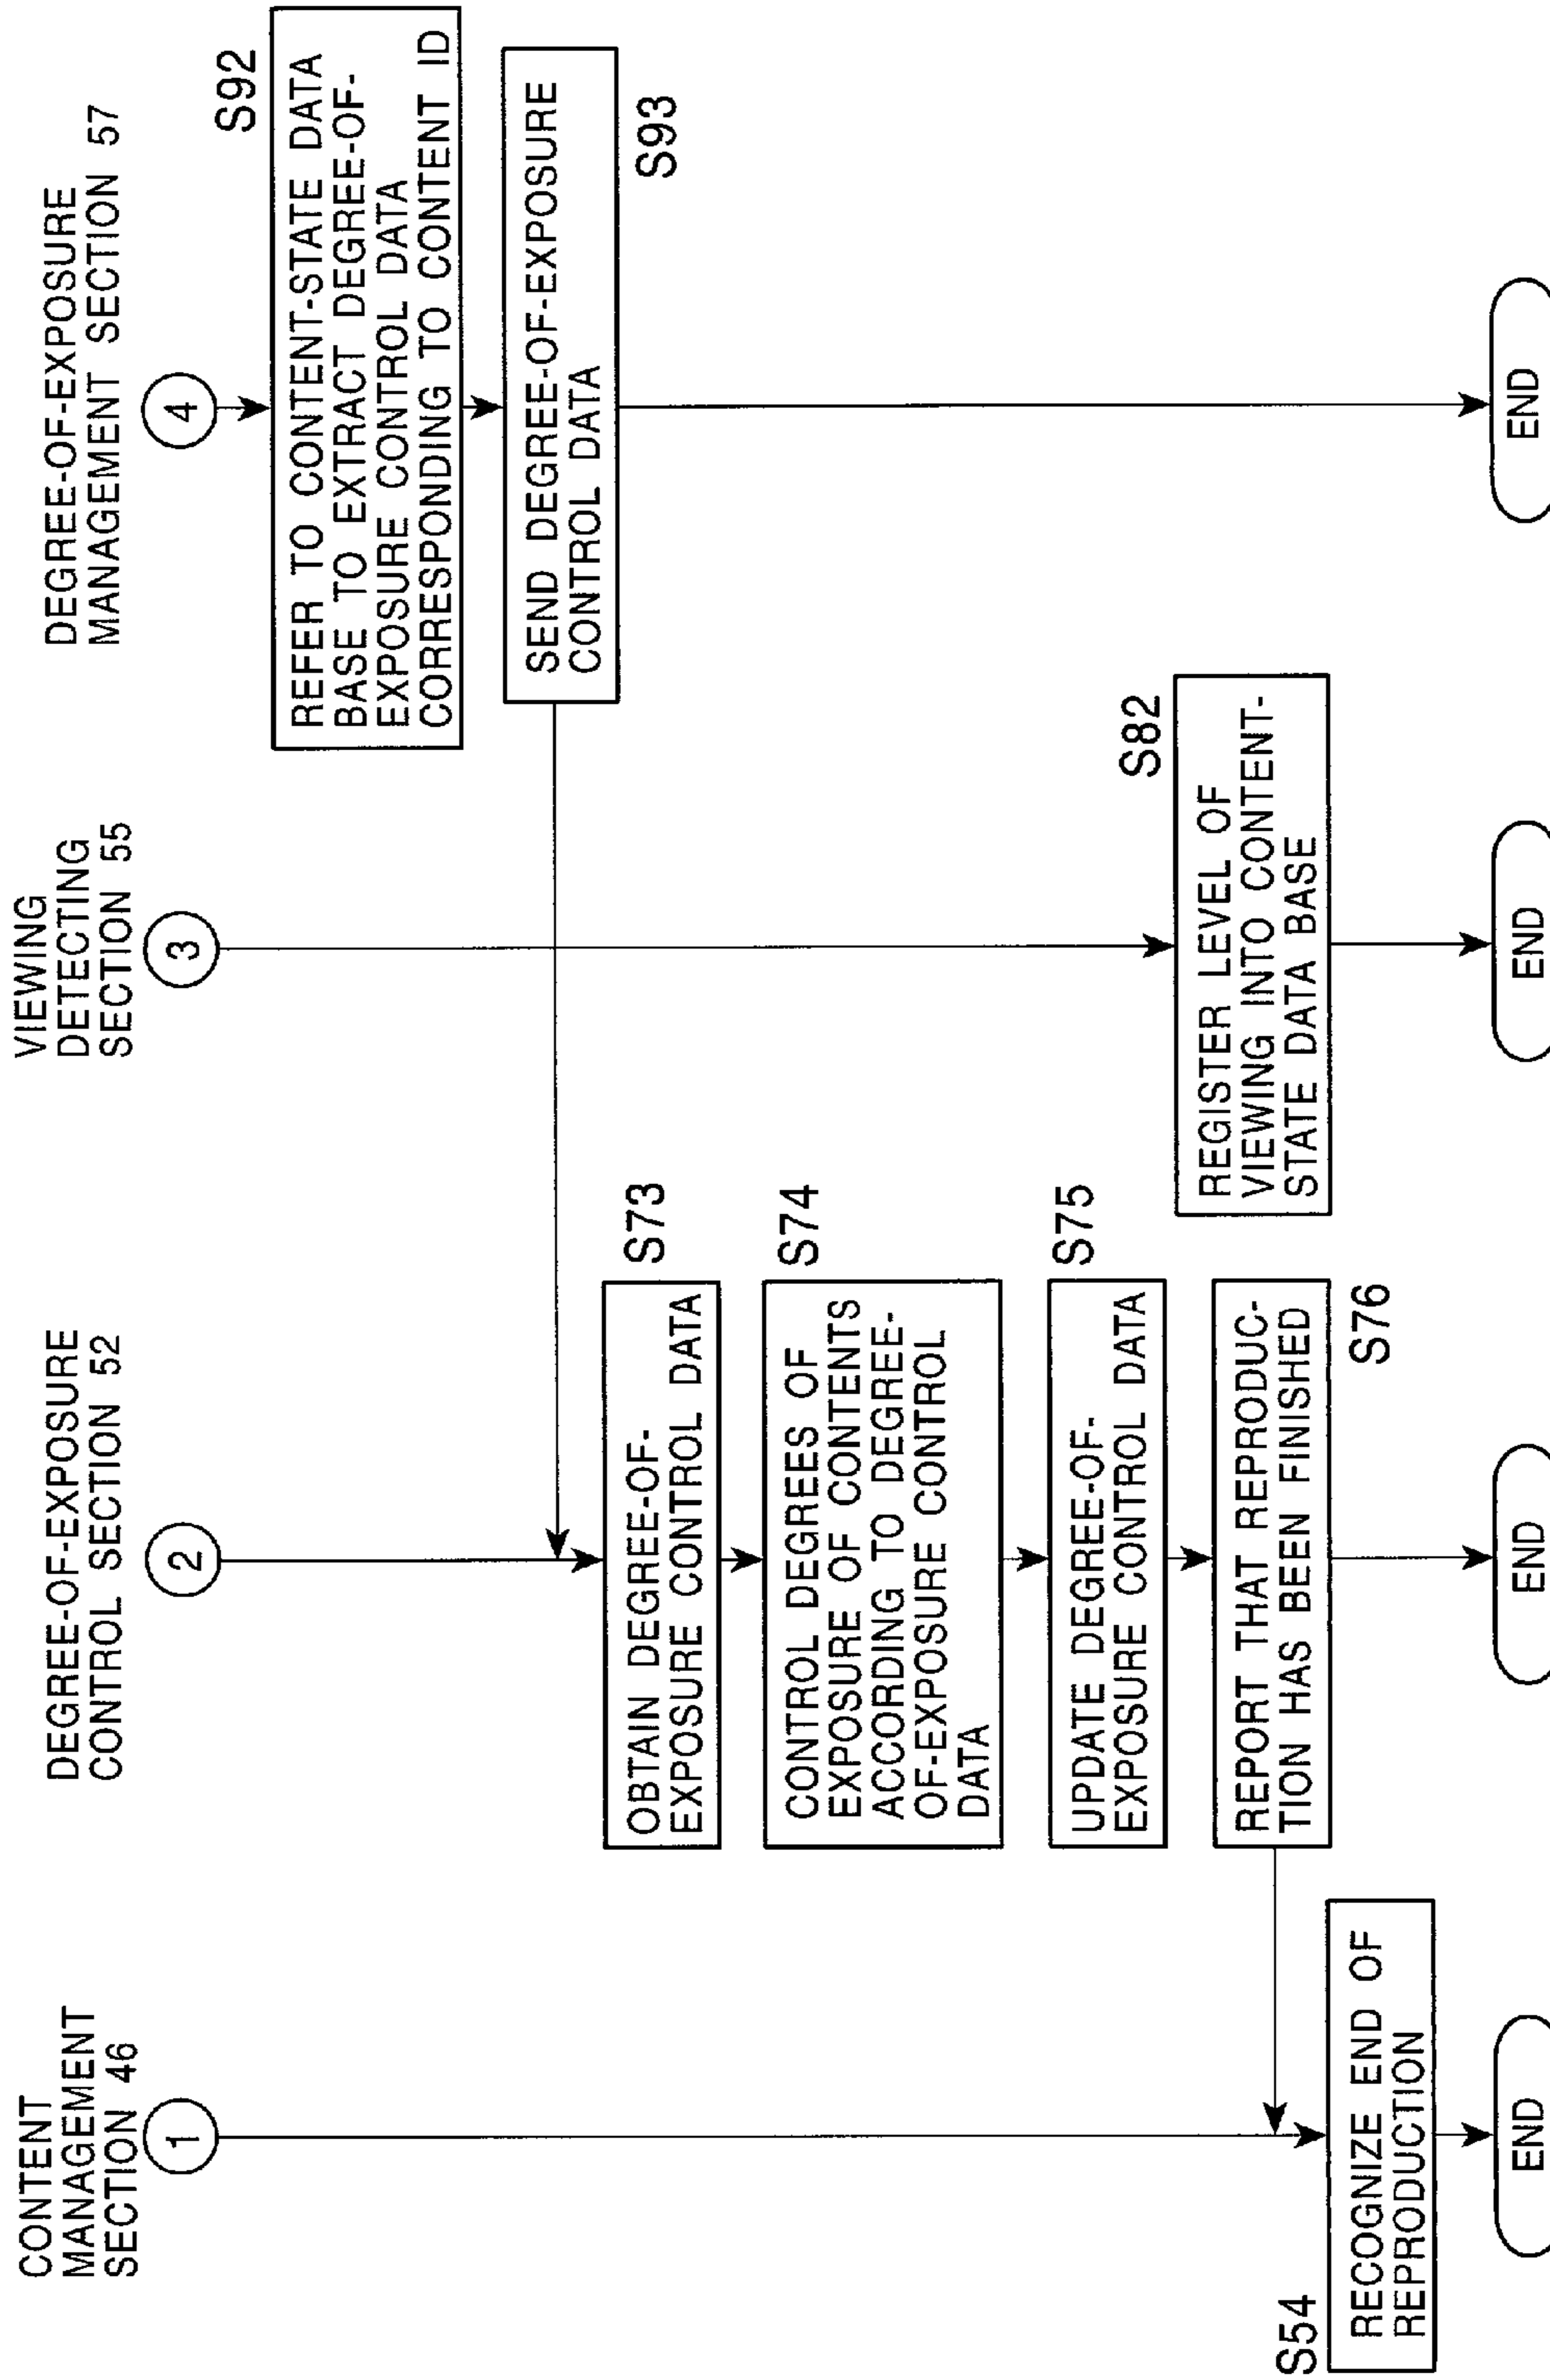 CONTENT
MANAGEMENT
SECTION 46
1
S54
RECOGNIZE END OF
REPRODUCTION
END
DEGREE-OF-EXPOSURE
CONTROL SECTION 52
2
OBTAIN DEGREE-OF-
EXPOSURE CONTROL DATA
S73
CONTROL DEGREES OF
EXPOSURE OF CONTENTS
ACCORDING TO DEGREE-
OF-EXPOSURE CONTROL
DATA
S74
UPDATE DEGREE-OF-
EXPOSURE CONTROL DATA
S75
REPORT THAT REPRODUC-
TION HAS BEEN FINISHED
S76
END
VIEWING
DETECTING
SECTION 55
3
S82
REGISTER LEVEL OF
VIEWING INTO CONTENT-
STATE DATA BASE
END
DEGREE-OF-EXPOSURE
MANAGEMENT SECTION 57
4
S92
REFER TO CONTENT-STATE DATA
BASE TO EXTRACT DEGREE-OF-
EXPOSURE CONTROL DATA
CORRESPONDING TO CONTENT ID
SEND DEGREE-OF-EXPOSURE
CONTROL DATA
S93
END